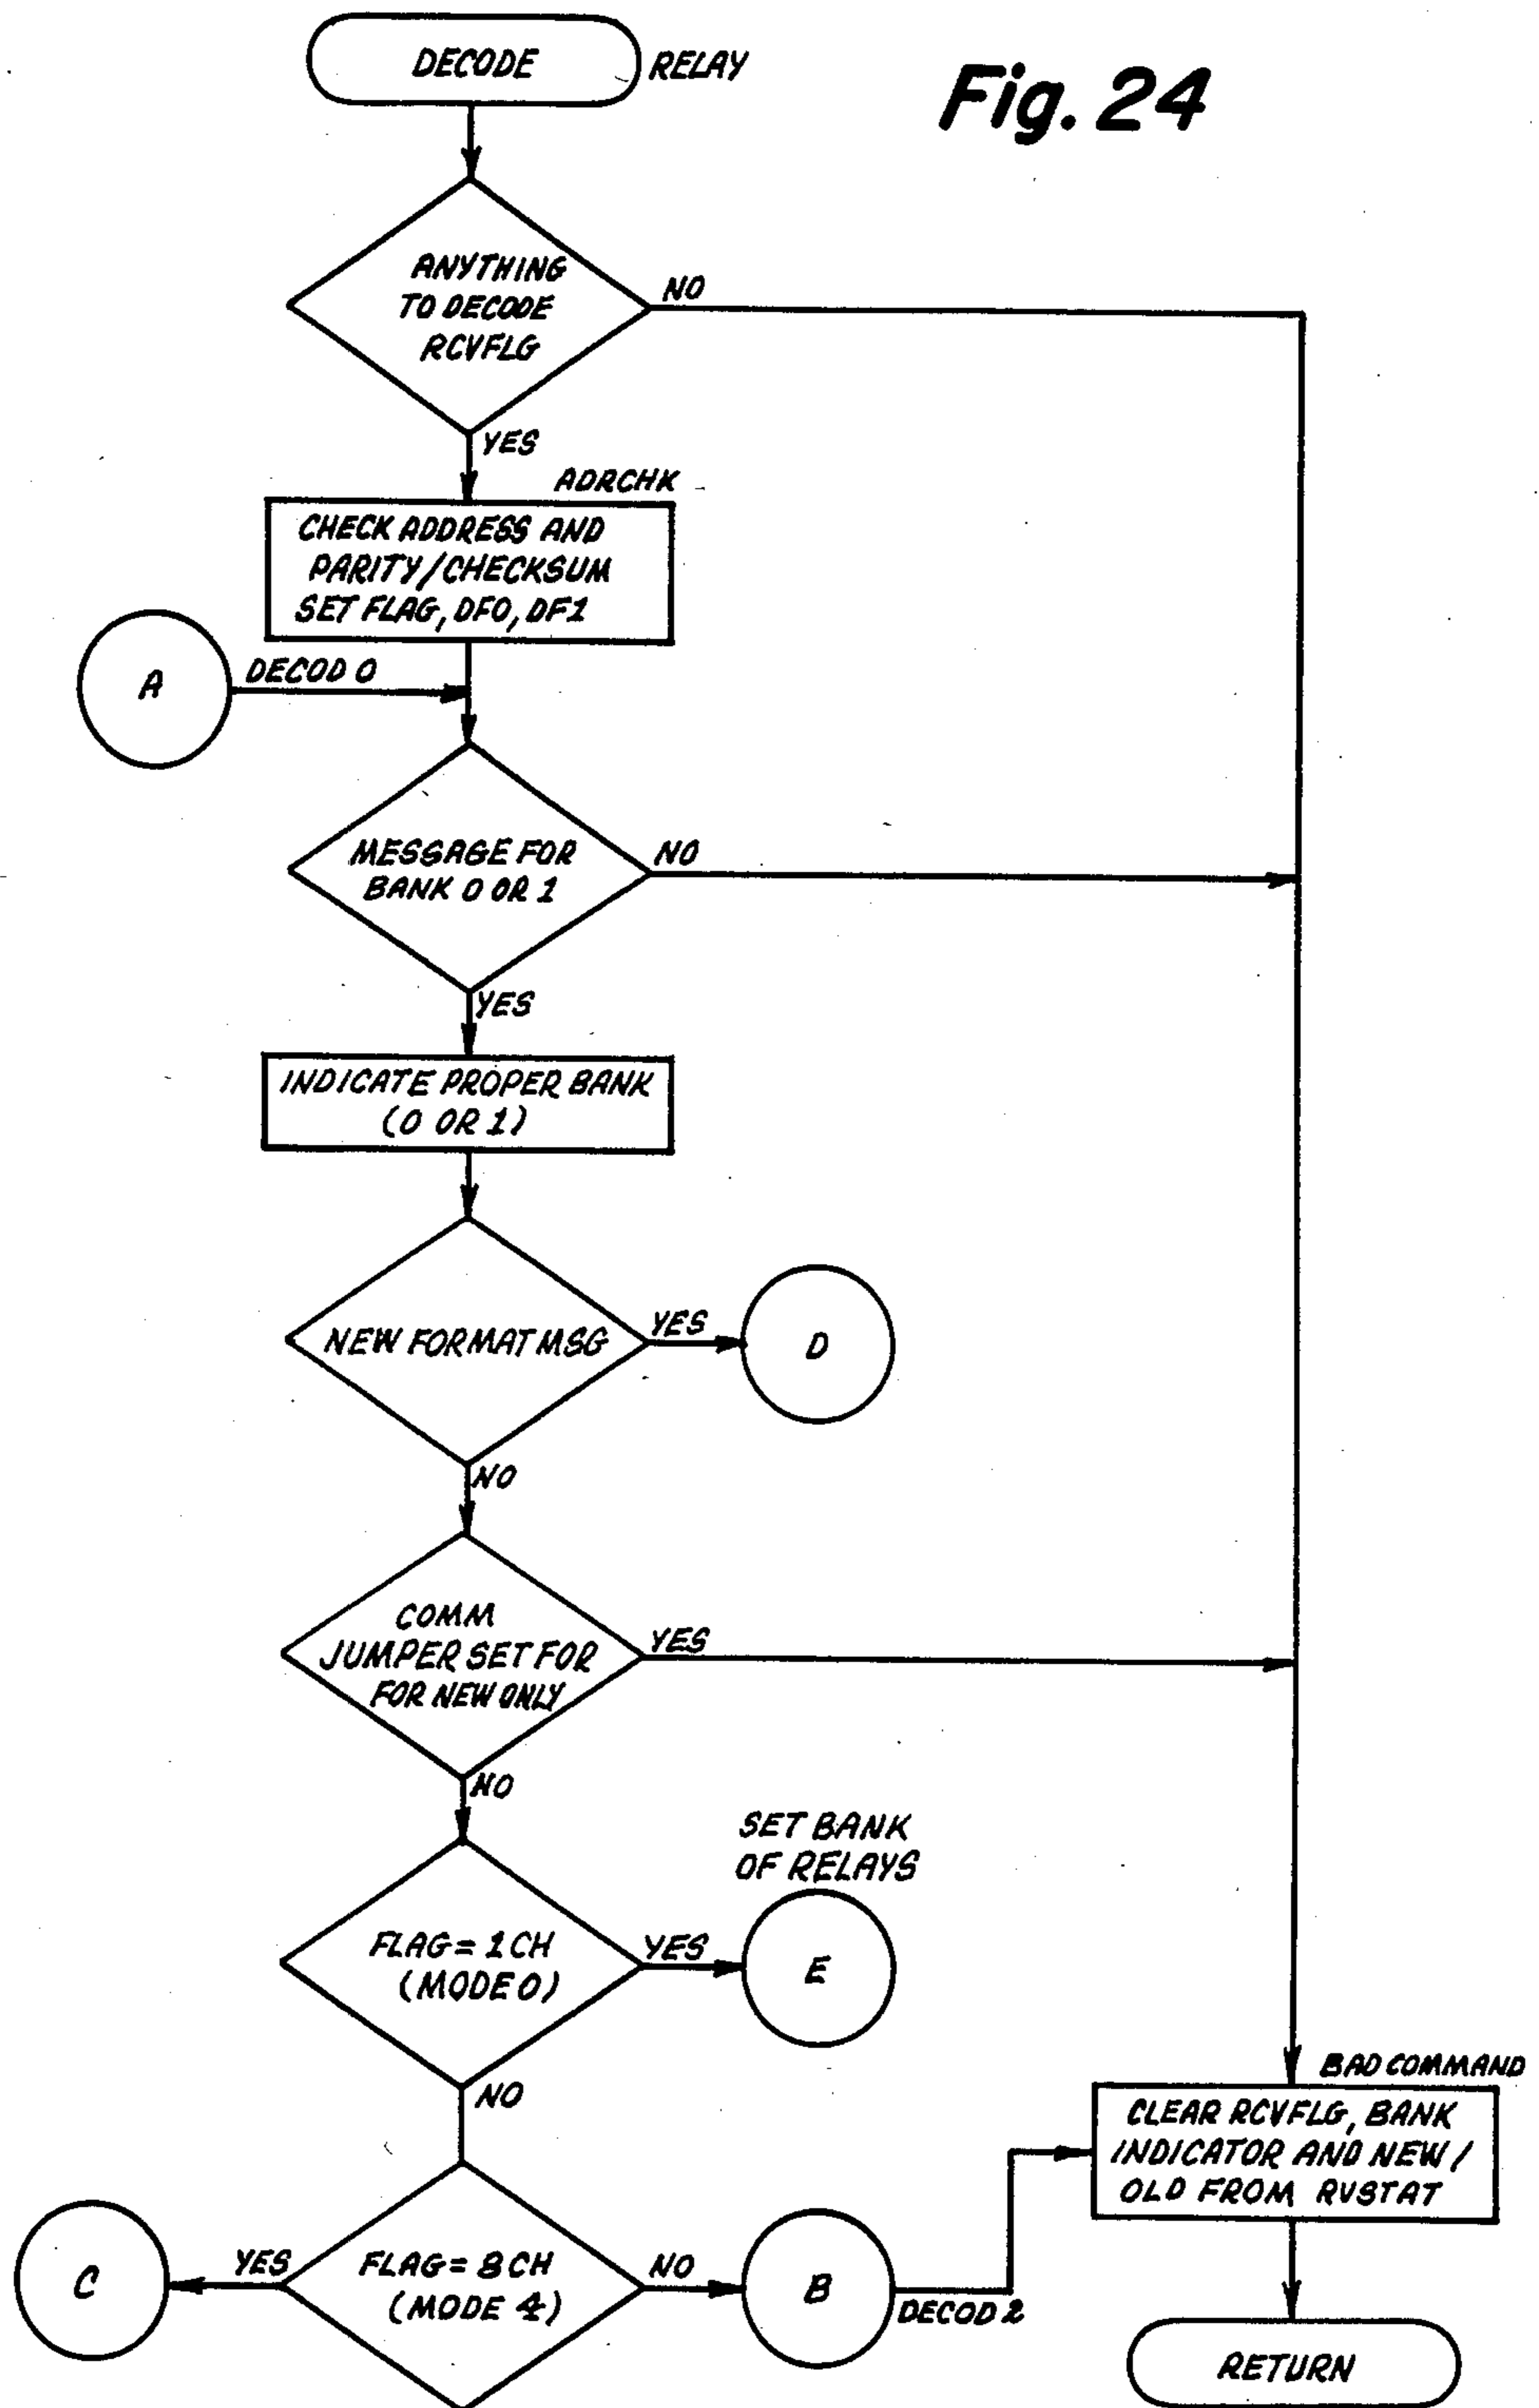 DECODE
RELAY
Fig. 24
ANYTHING
TO DECODE
RCVFLG
NO
YES
ADRCHK
CHECK ADDRESS AND
PARITY/CHECKSUM
SET FLAG, DF0, DF1
A
DECOD 0
MESSAGE FOR
BANK 0 OR 1
NO
YES
INDICATE PROPER BANK
(0 OR 1)
NEW FORMAT MSG
YES
D
NO
COMM
JUMPER SET FOR
FOR NEW ONLY
YES
NO
SET BANK
OF RELAYS
FLAG = 1CH
(MODE 0)
YES
E
NO
BAD COMMAND
CLEAR RCVFLG, BANK
INDICATOR AND NEW/
OLD FROM RVSTAT
C
YES
FLAG = 8CH
(MODE 4)
NO
B
DECOD 2
RETURN